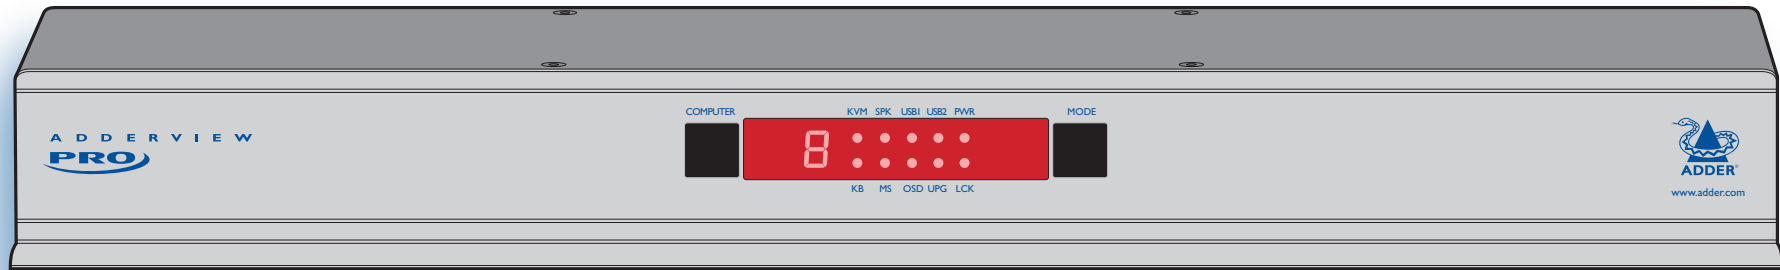 COMPUTER
KVM SPK USB1 USB2 PWR
MODE
ADDERVIEW
PRO
8
KB MS OSD UPG LCK
ADDER®
www.adder.com